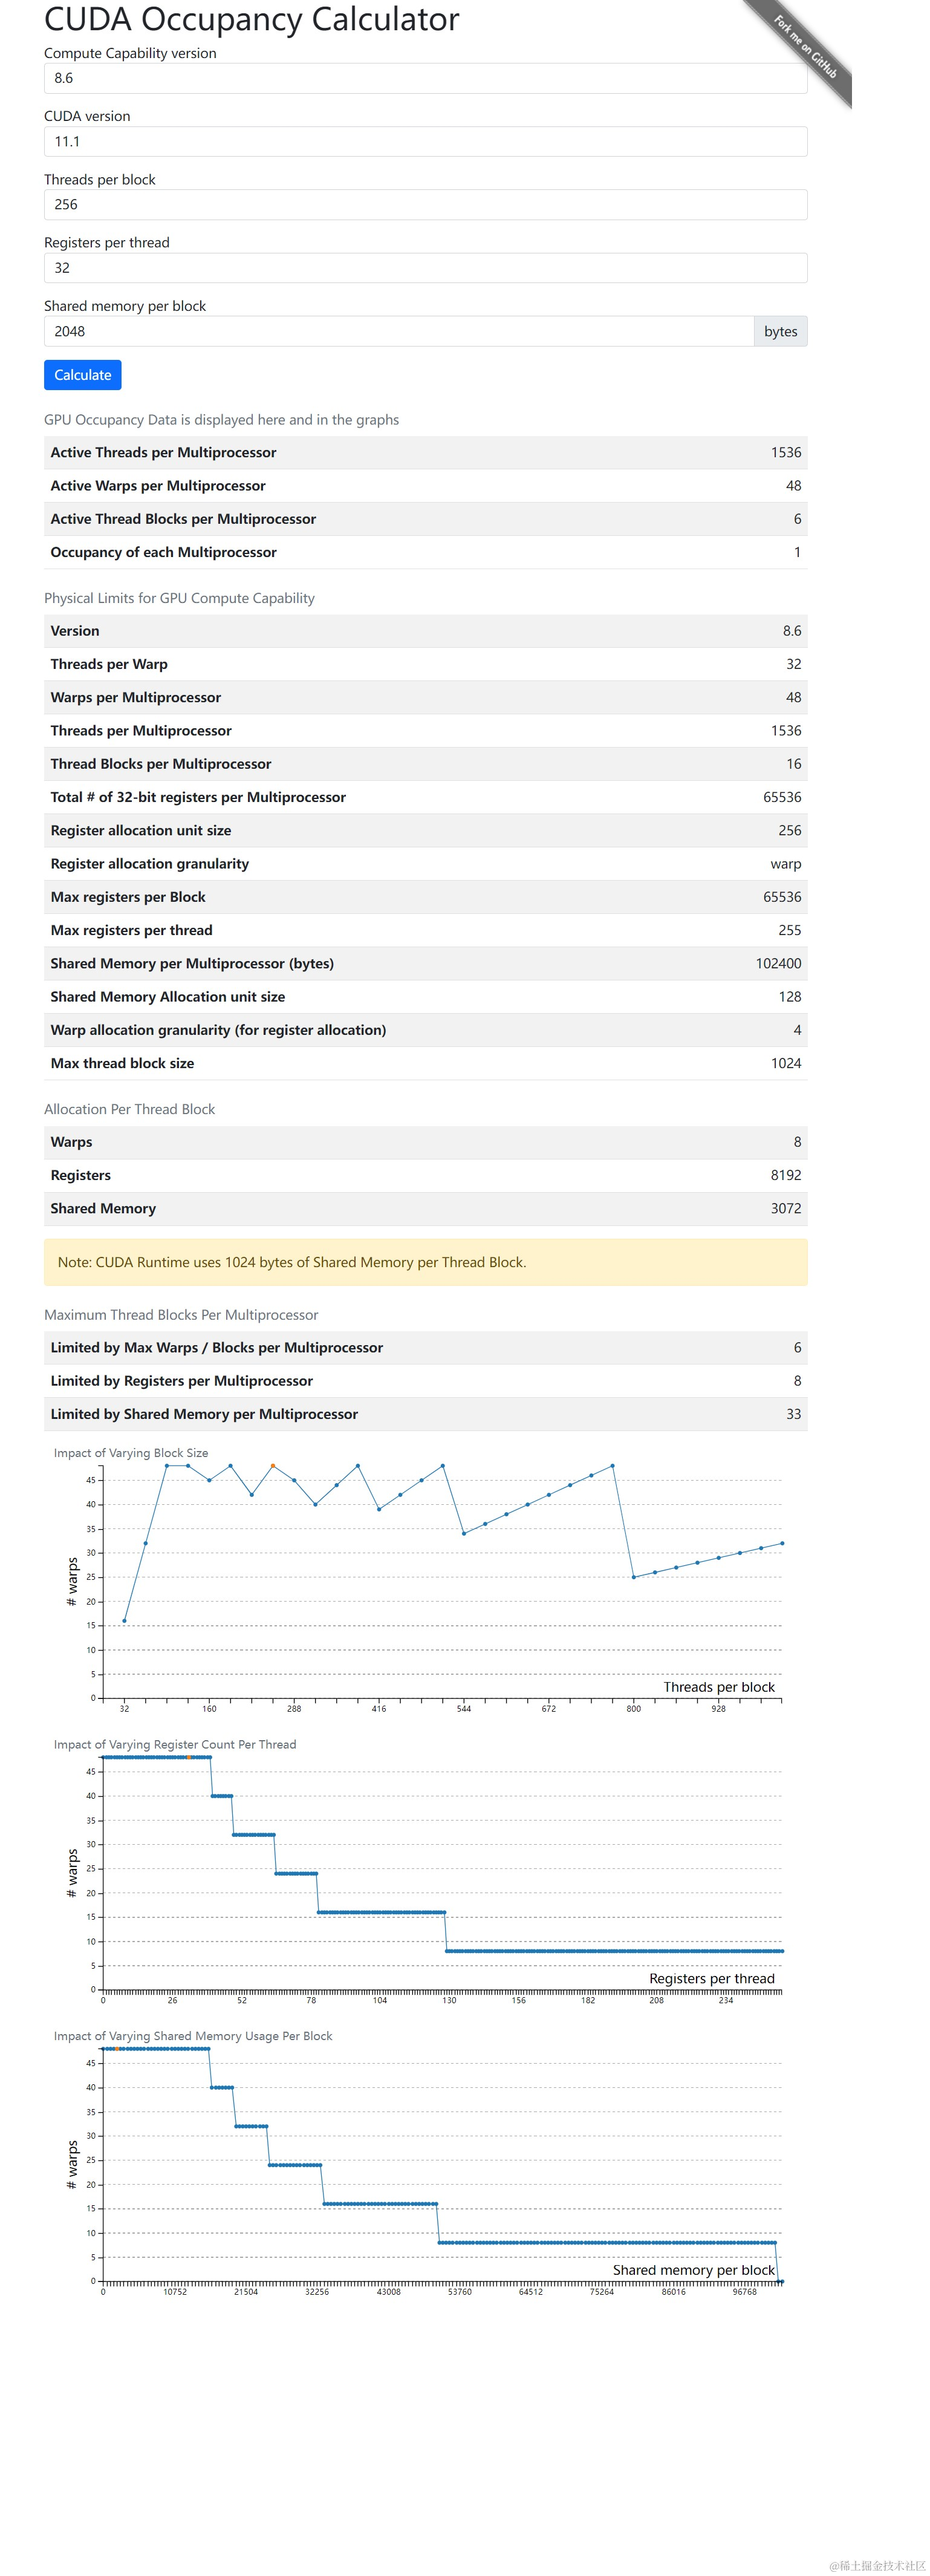 CUDA Occupancy Calculator
Fork me on GitHub
Compute Capability version
8.6
CUDA version
11.1
Threads per block
256
Registers per thread
32
Shared memory per block
2048 bytes
Calculate
GPU Occupancy Data is displayed here and in the graphs
Active Threads per Multiprocessor 1536
Active Warps per Multiprocessor 48
Active Thread Blocks per Multiprocessor 6
Occupancy of each Multiprocessor 1
Physical Limits for GPU Compute Capability
Version 8.6
Threads per Warp 32
Warps per Multiprocessor 48
Threads per Multiprocessor 1536
Thread Blocks per Multiprocessor 16
Total # of 32-bit registers per Multiprocessor 65536
Register allocation unit size 256
Register allocation granularity warp
Max registers per Block 65536
Max registers per thread 255
Shared Memory per Multiprocessor (bytes) 102400
Shared Memory Allocation unit size 128
Warp allocation granularity (for register allocation) 4
Max thread block size 1024
Allocation Per Thread Block
Warps 8
Registers 8192
Shared Memory 3072
Note: CUDA Runtime uses 1024 bytes of Shared Memory per Thread Block.
Maximum Thread Blocks Per Multiprocessor
Limited by Max Warps / Blocks per Multiprocessor 6
Limited by Registers per Multiprocessor 8
Limited by Shared Memory per Multiprocessor 33
Impact of Varying Block Size
45
40
35
30
25
20
15
10
5
0
# warps
Threads per block
32 160 288 416 544 672 800 928
Impact of Varying Register Count Per Thread
45
40
35
30
25
20
15
10
5
0
# warps
Registers per thread
0 26 52 78 104 130 156 182 208 234
Impact of Varying Shared Memory Usage Per Block
45
40
35
30
25
20
15
10
5
0
# warps
Shared memory per block
0 10752 21504 32256 43008 53760 64512 75264 86016 96768
@稀土掘金技术社区